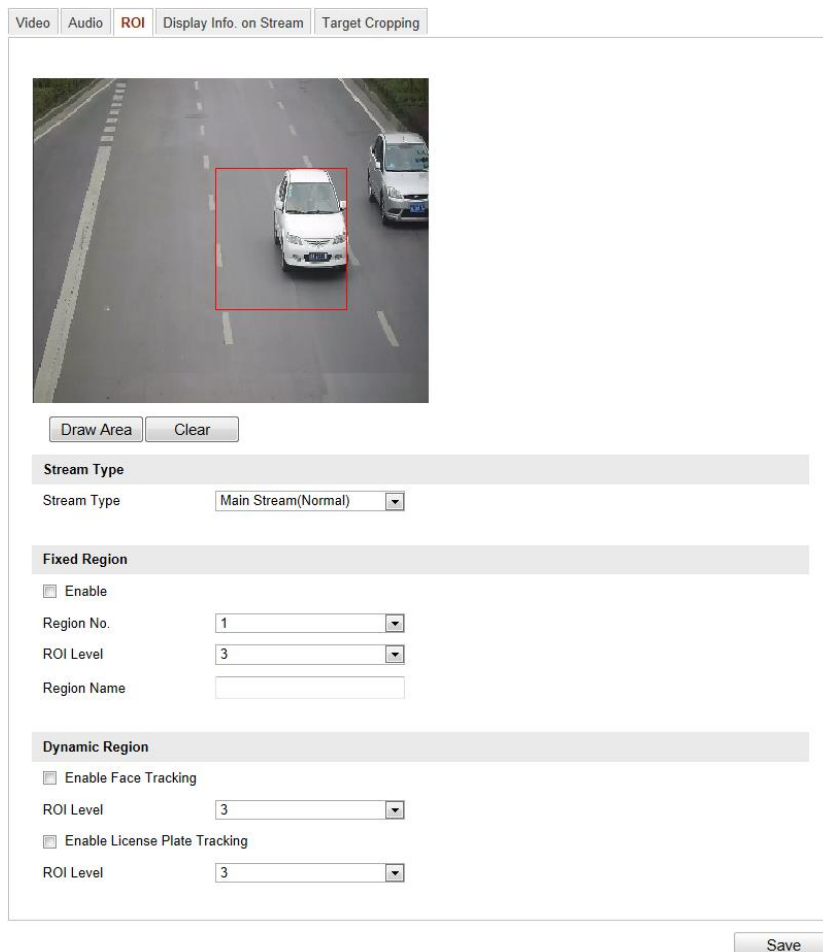 Video Audio ROI Display Info. on Stream Target Cropping
Draw Area Clear
Stream Type
Stream Type Main Stream(Normal)
Fixed Region
Enable
Region No. 1
ROI Level 3
Region Name
Dynamic Region
Enable Face Tracking
ROI Level 3
Enable License Plate Tracking
ROI Level 3
Save